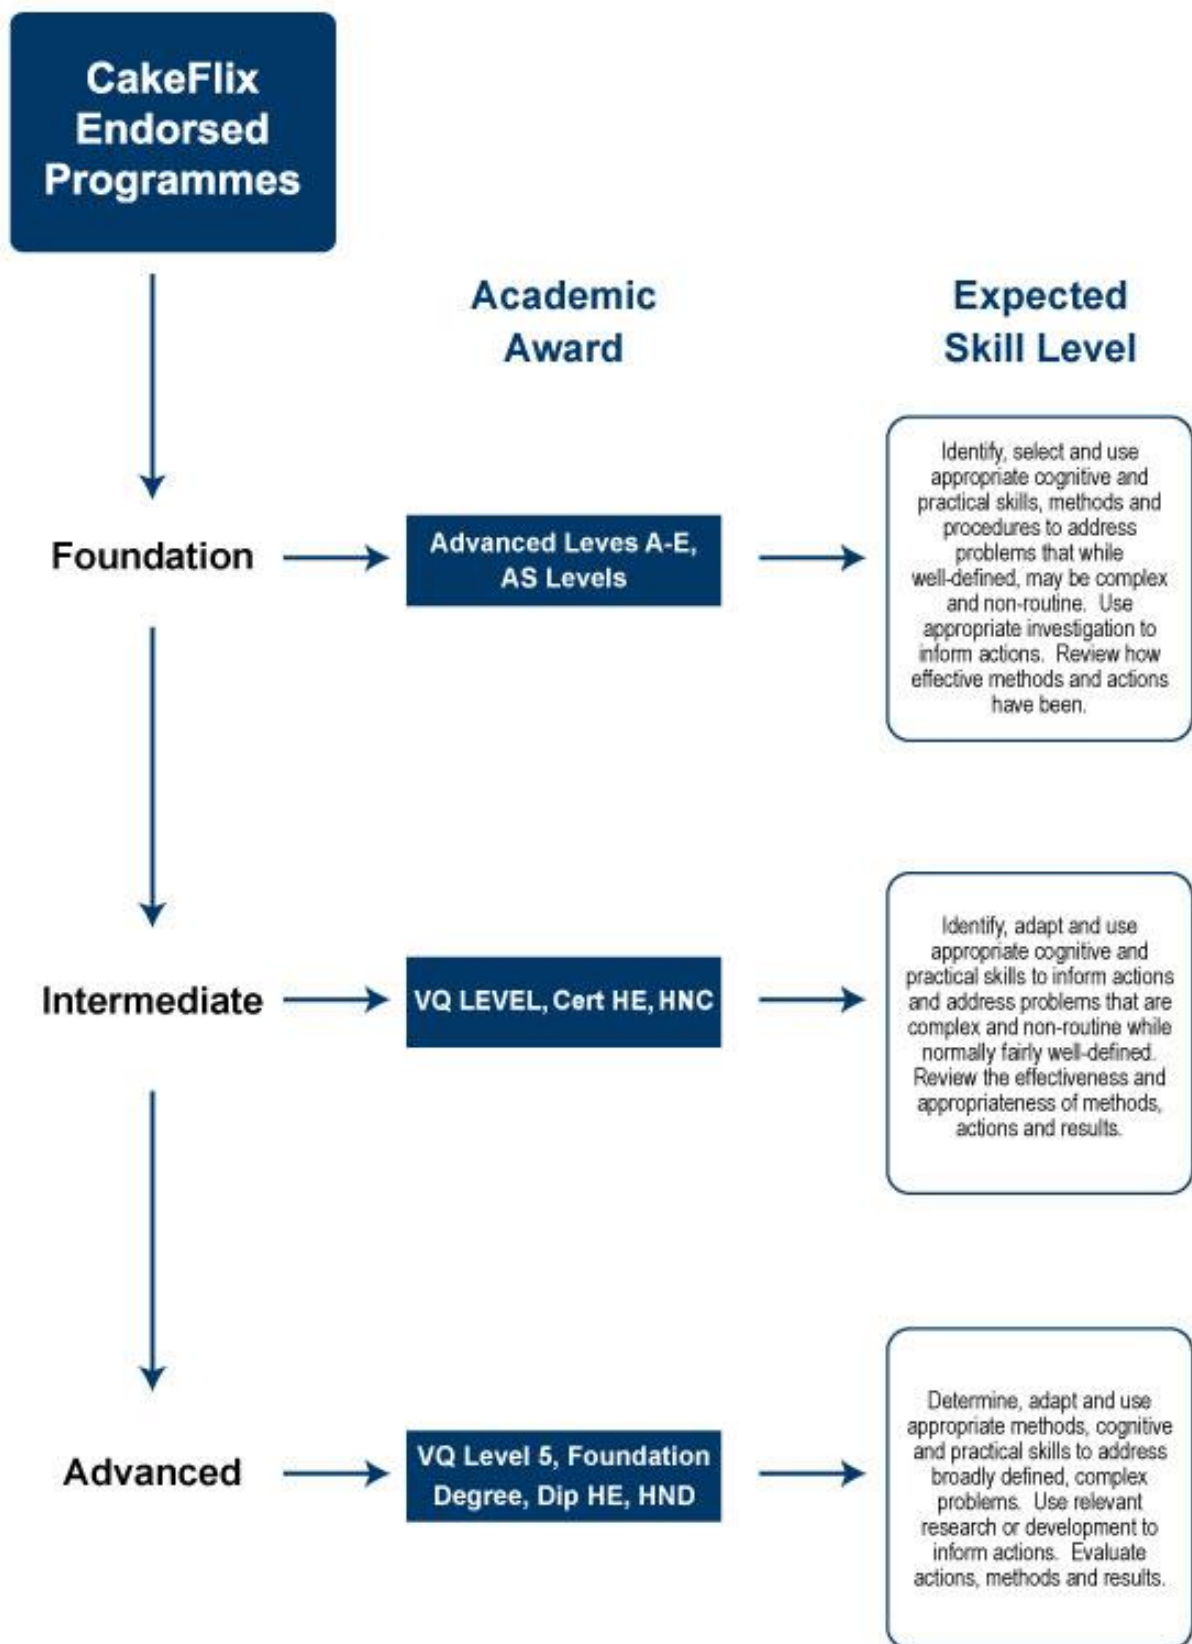 CakeFlix
Endorsed
Programmes
Academic
Award
Expected
Skill Level
Foundation
Advanced Leves A-E,
AS Levels
Identify, select and use
appropriate cognitive and
practical skills, methods and
procedures to address
problems that while
well-defined, may be complex
and non-routine. Use
appropriate investigation to
inform actions. Review how
effective methods and actions
have been.
Intermediate
VQ LEVEL, Cert HE, HNC
Identify, adapt and use
appropriate cognitive and
practical skills to inform actions
and address problems that are
complex and non-routine while
normally fairly well-defined.
Review the effectiveness and
appropriateness of methods,
actions and results.
Advanced
VQ Level 5, Foundation
Degree, Dip HE, HND
Determine, adapt and use
appropriate methods, cognitive
and practical skills to address
broadly defined, complex
problems. Use relevant
research or development to
inform actions. Evaluate
actions, methods and results.